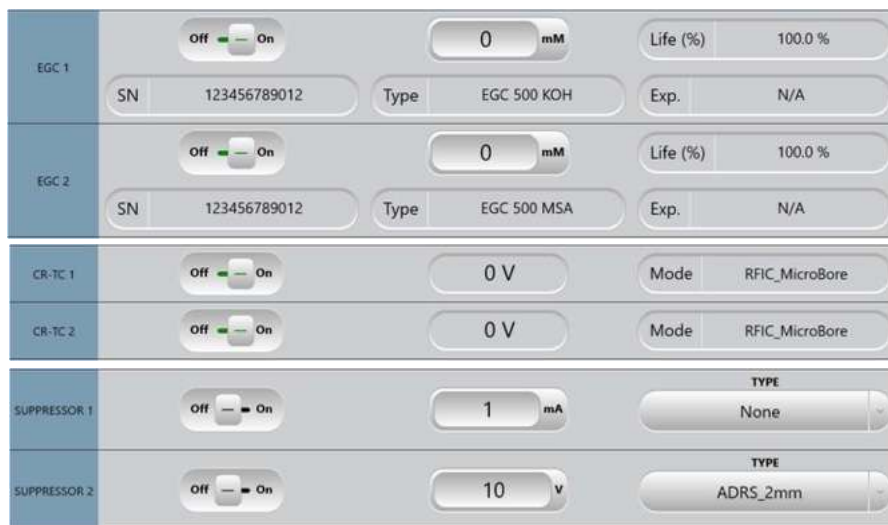 Off On 0 mM Life (%) 100.0 %
EGC 1
SN 123456789012 Type EGC 500 KOH Exp. N/A
Off On 0 mM Life (%) 100.0 %
EGC 2
SN 123456789012 Type EGC 500 MSA Exp. N/A
CR-TC 1 Off On 0 V Mode RFIC_MicroBore
CR-TC 2 Off On 0 V Mode RFIC_MicroBore
TYPE
SUPPRESSOR 1 Off On 1 mA None
TYPE
SUPPRESSOR 2 Off On 10 V ADRS_2mm